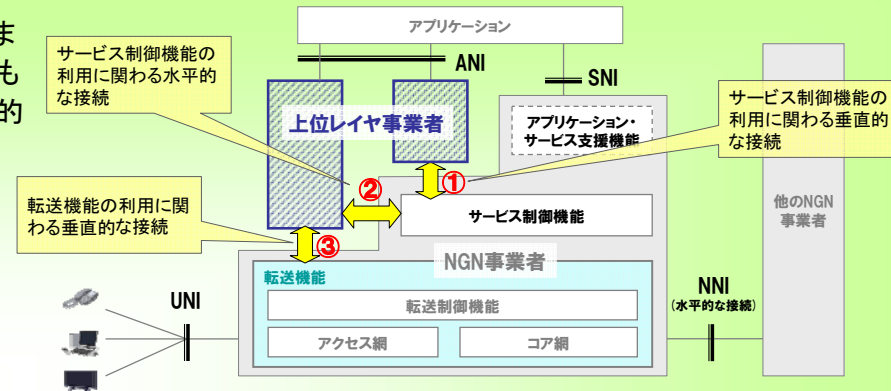 ま
も
的
アプリケーション
サービス制御機能の
利用に関わる水平的
な接続
ANI
SNI
上位レイヤ事業者
アプリケーション・
サービス支援機能
サービス制御機能の
利用に関わる垂直的
な接続
①
②
転送機能の利用に関
わる垂直的な接続
サービス制御機能
他のNGN
事業者
③
NGN事業者
転送機能
UNI
転送制御機能
NNI
(水平的な接続)
アクセス網
コア網